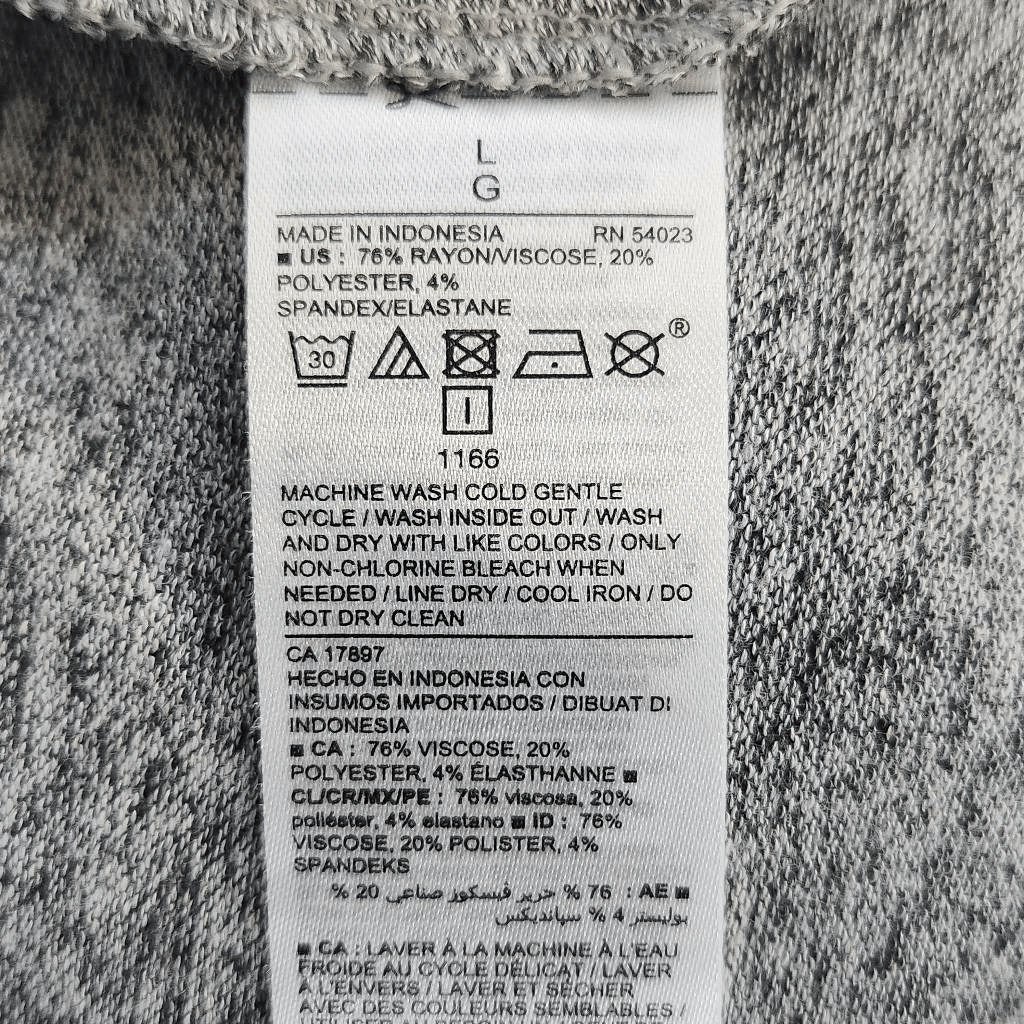 L
G
MADE IN INDONESIA RN 54023
■ US : 76% RAYON/VISCOSE, 20%
POLYESTER, 4%
SPANDEX/ELASTANE
30
®
I
1166
MACHINE WASH COLD GENTLE
CYCLE / WASH INSIDE OUT / WASH
AND DRY WITH LIKE COLORS / ONLY
NON-CHLORINE BLEACH WHEN
NEEDED / LINE DRY / COOL IRON / DO
NOT DRY CLEAN
CA 17897
HECHO EN INDONESIA CON
INSUMOS IMPORTADOS / DIBUAT DI
INDONESIA
■ CA : 76% VISCOSE, 20%
POLYESTER, 4% ÉLASTHANNE ■
CL/CR/MX/PE : 76% viscosa, 20%
poliéster, 4% elastano ■ ID : 76%
VISCOSE, 20% POLISTER, 4%
SPANDEKS
■ AE : 76 % حرير فيسكوز صناعي 20 %
بوليستر 4 % سباندیكس
■ CA : LAVER À LA MACHINE À L'EAU
FROIDE AU CYCLE DÉLICAT / LAVER
À L'ENVERS / LAVER ET SÉCHER
AVEC DES COULEURS SEMBLABLES /